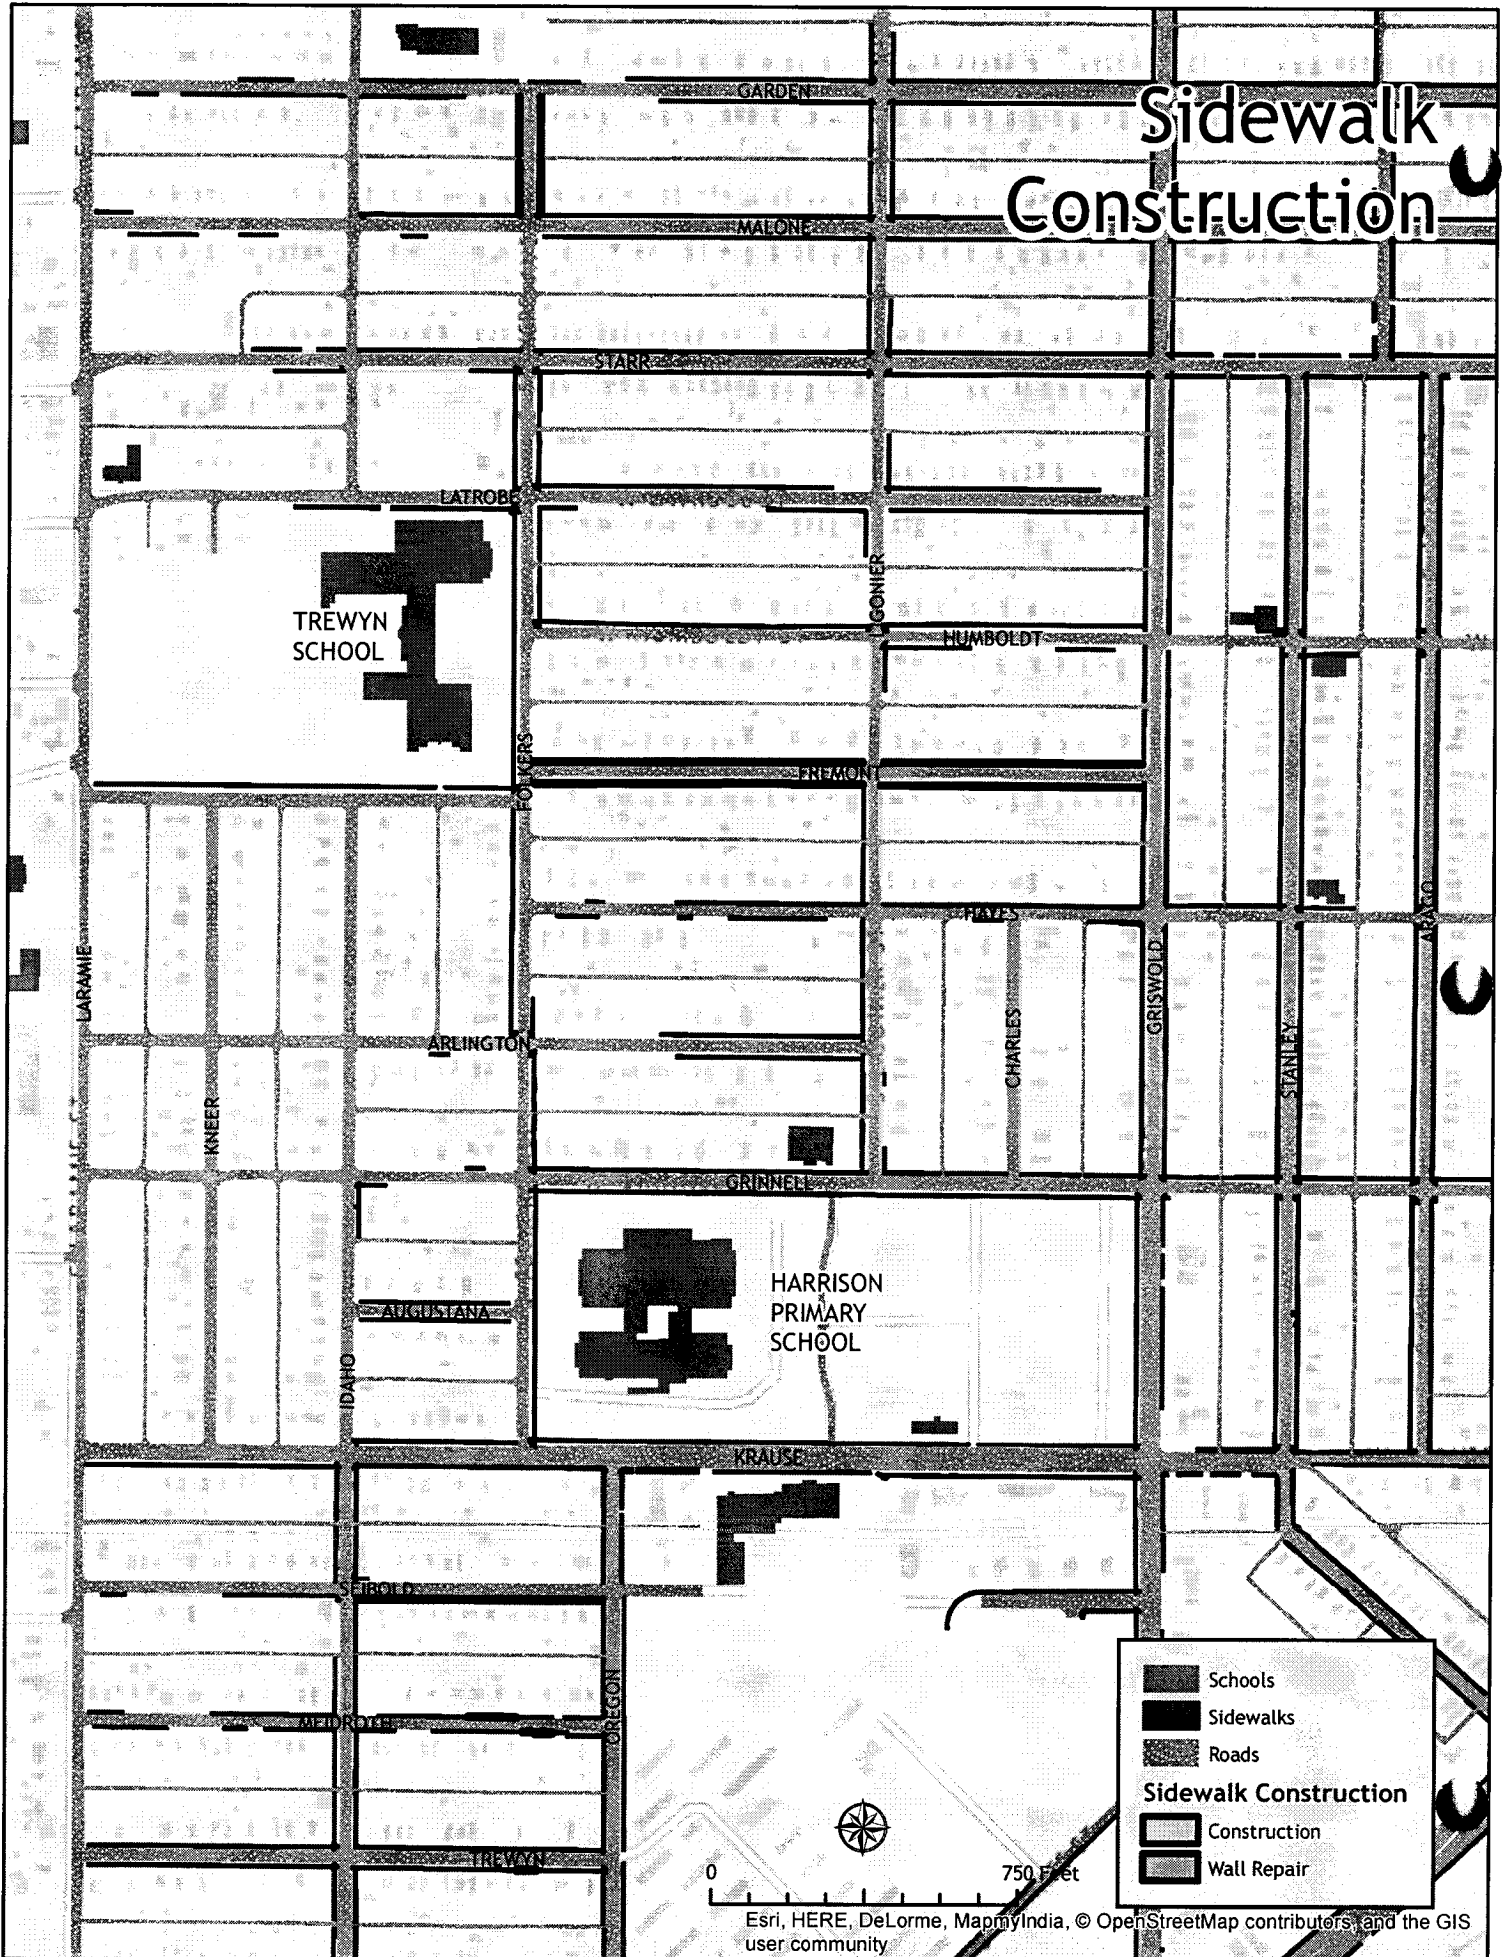 Sidewalk
Construction
GARDEN
MALONE
STARR
LATROBE
LIGONIER
TREWYN
SCHOOL
HUMBOLDT
FOLKERS
FREMONT
HAYES
ARAGO
LARAMIE
GRISWOLD
ARLINGTON
CHARLES
STANLEY
KNEER
GRINNELL
HARRISON
PRIMARY
SCHOOL
AUGUSTANA
IDAHO
KRAUSE
SEIBOLD
OREGON
MEIDROTH
TREWYN
Schools
Sidewalks
Roads
Sidewalk Construction
Construction
Wall Repair
0 750 Feet
Esri, HERE, DeLorme, MapmyIndia, © OpenStreetMap contributors, and the GIS
user community